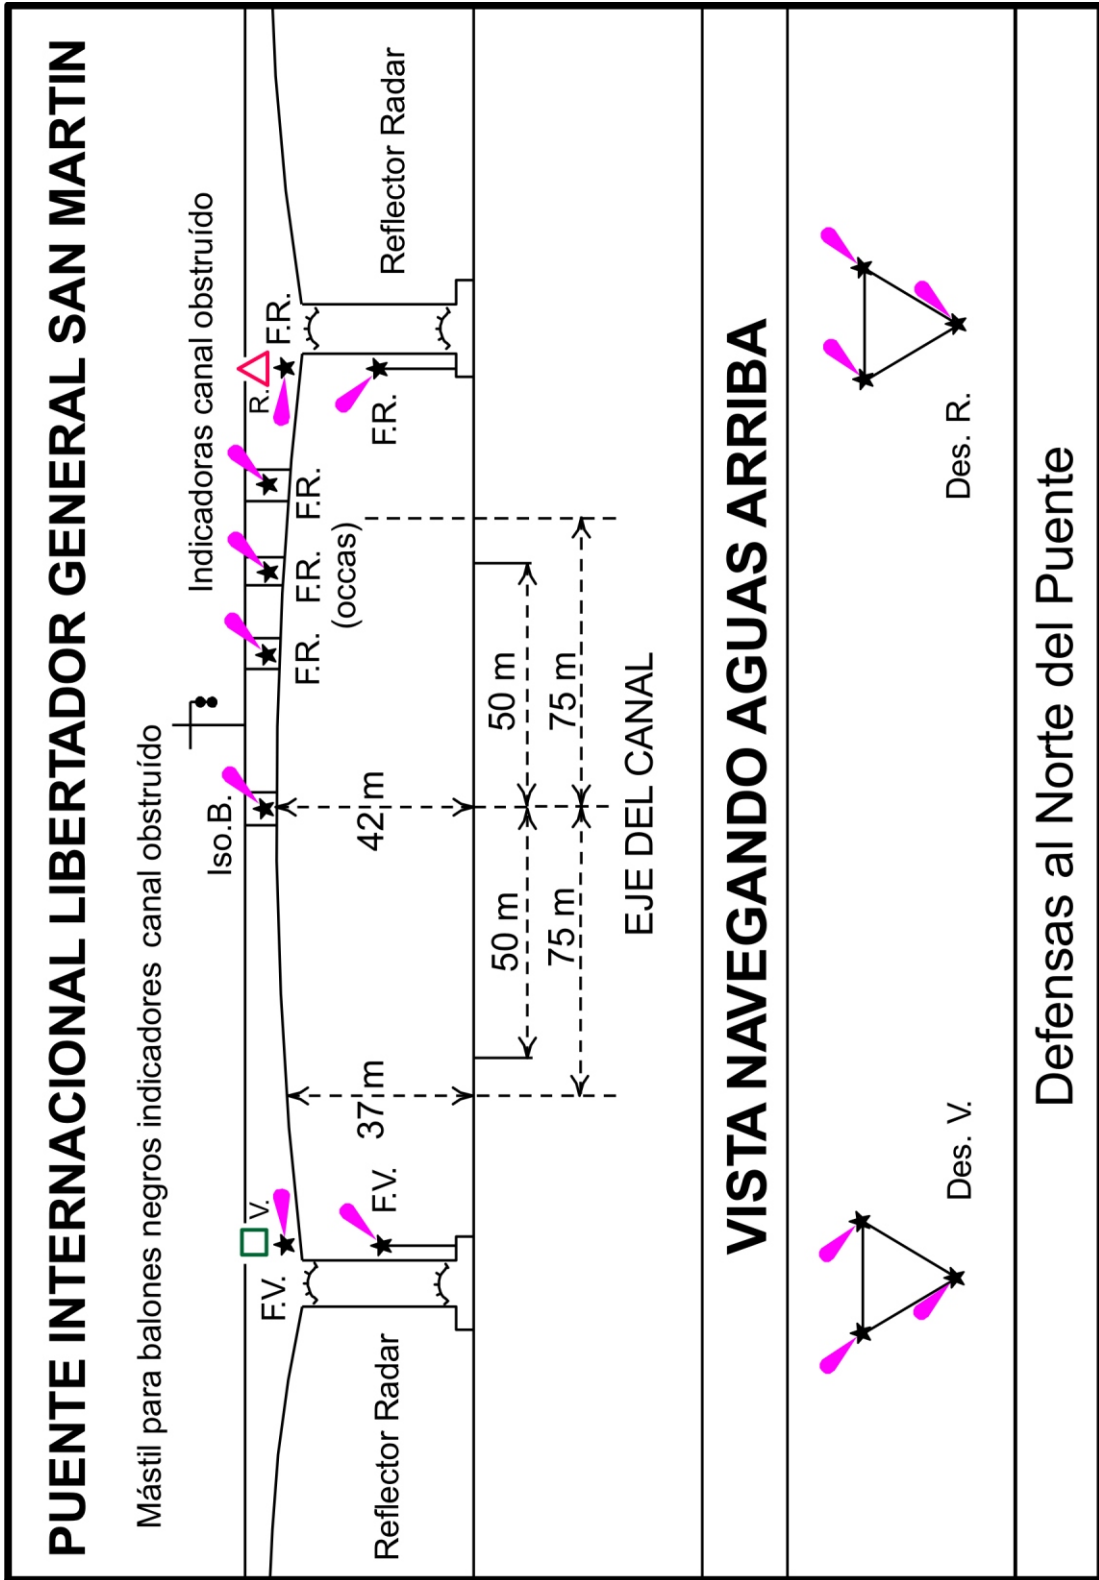 PUENTE INTERNACIONAL LIBERTADOR GENERAL SAN MARTIN
Mástil para balones negros indicadores canal obstruído
Indicadoras canal obstruído
V.
Iso.B.
R.
F.V.
F.R.
F.R.
F.R.
F.R.
(occas)
F.V.
F.R.
Reflector Radar
37 m
42 m
Reflector Radar
50 m
50 m
75 m
75 m
EJE DEL CANAL
VISTA NAVEGANDO AGUAS ARRIBA
Des. V.
Des. R.
Defensas al Norte del Puente